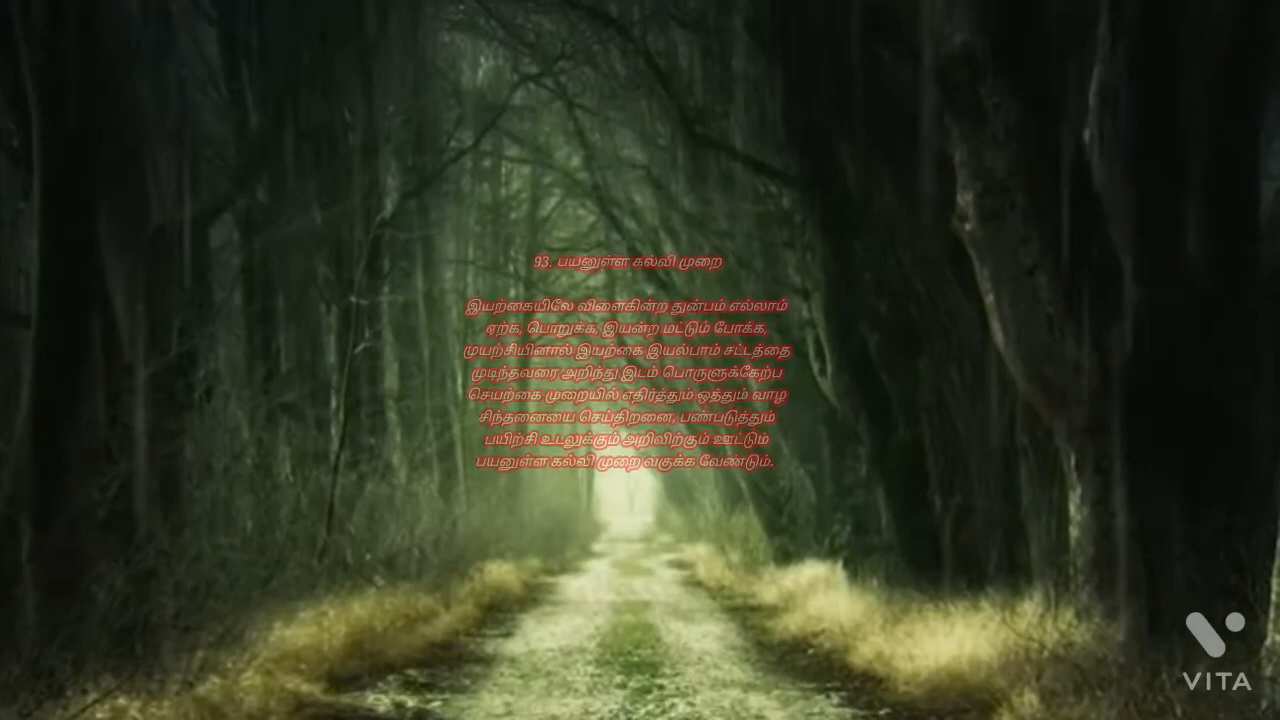 93. பயனுள்ள கல்வி முறை
இயற்கையிலே விளைகின்ற துன்பம் எல்லாம்
ஏற்க, பொறுக்க, இயன்ற மட்டும் போக்க,
முயற்சியினால் இயற்கை இயல்பாம் சட்டத்தை
முடிந்தவரை அறிந்து இடம் பொருளுக்கேற்ப
செயற்கை முறையில் எதிர்த்தும் ஒத்தும் வாழ
சிந்தனையை செய்திறனை, பண்படுத்தும்
பயிற்சி உடலுக்கும் அறிவிற்கும் ஊட்டும்
பயனுள்ள கல்வி முறை வகுக்க வேண்டும்.
VITA